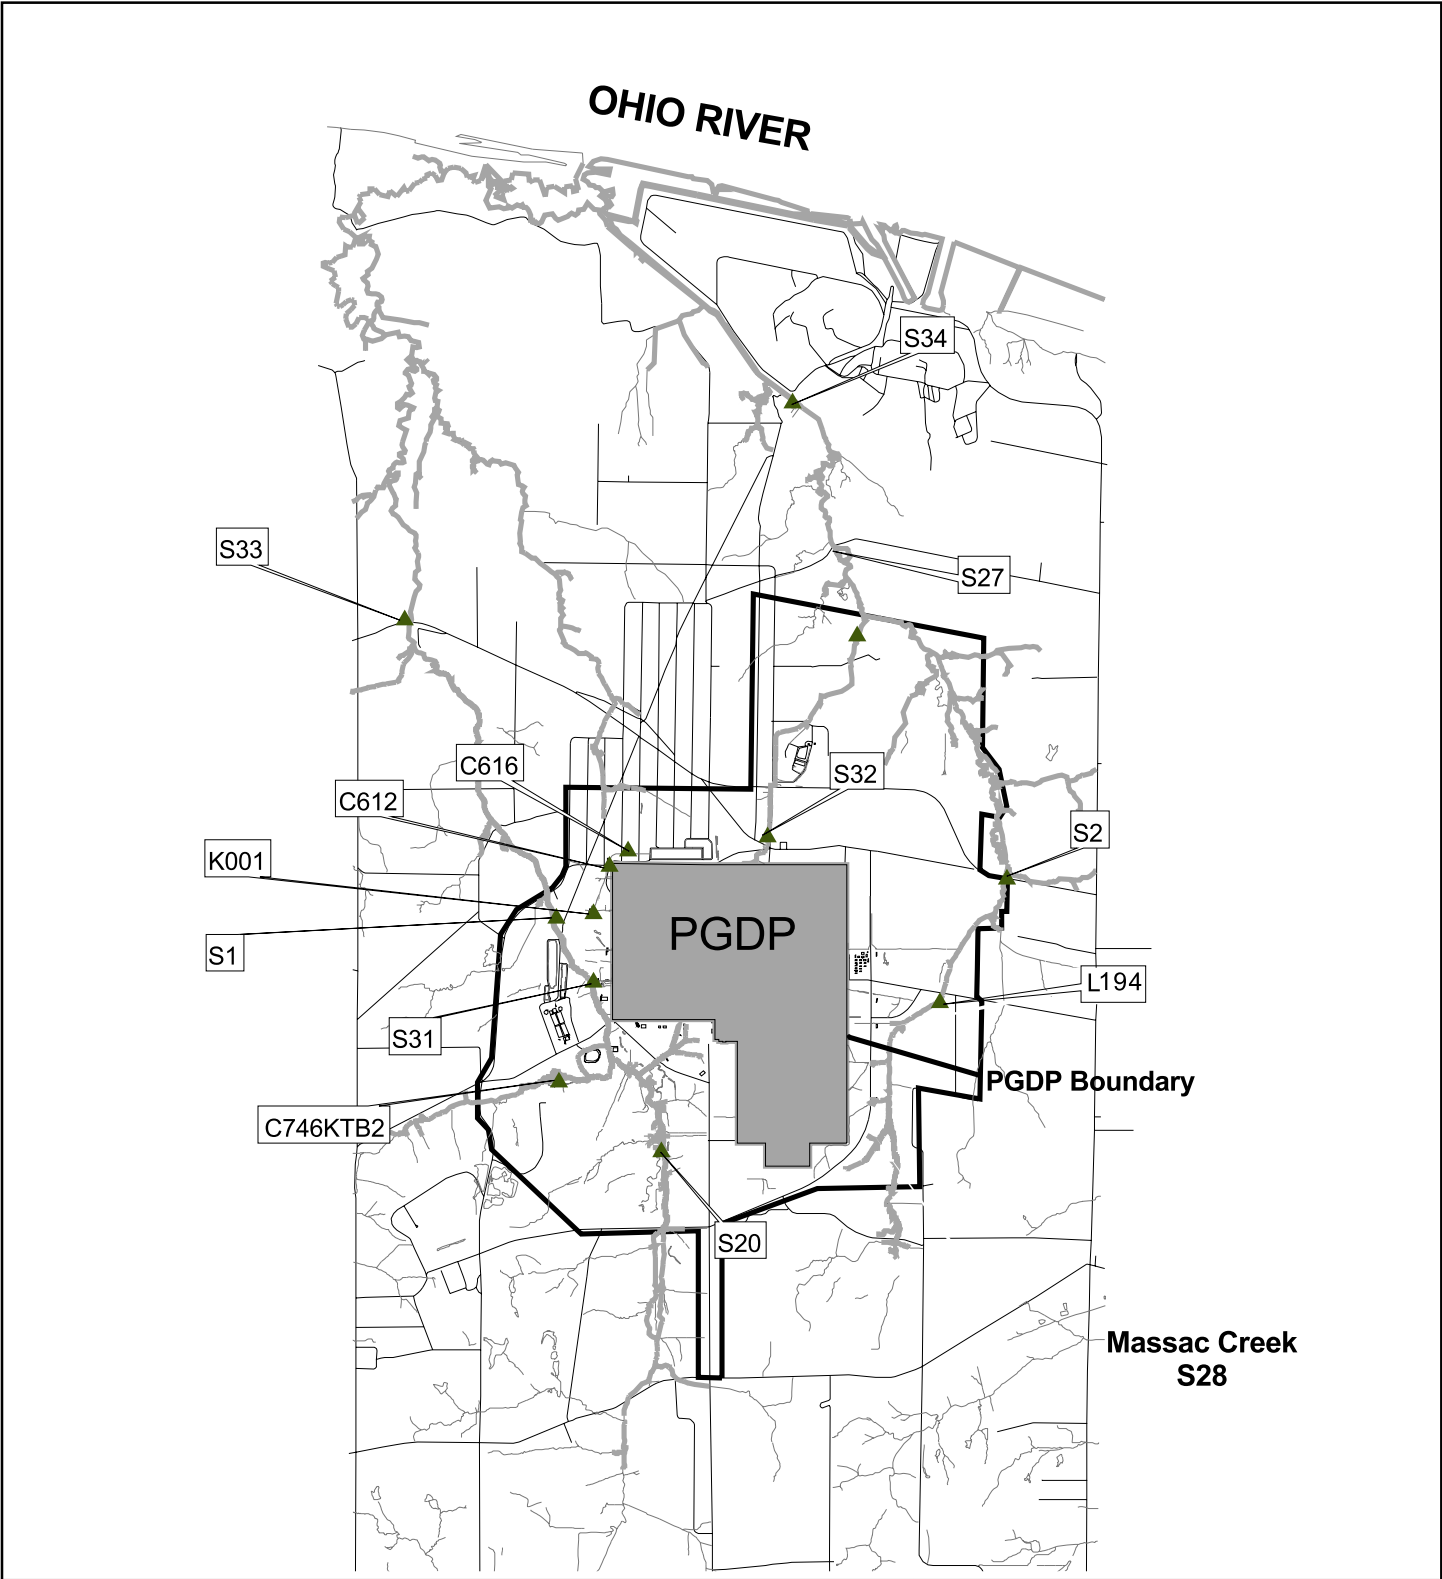 OHIO RIVER
S34
S33
S27
C616
S32
C612
S2
K001
PGDP
S1
L194
S31
PGDP Boundary
C746KTB2
S20
Massac Creek
S28